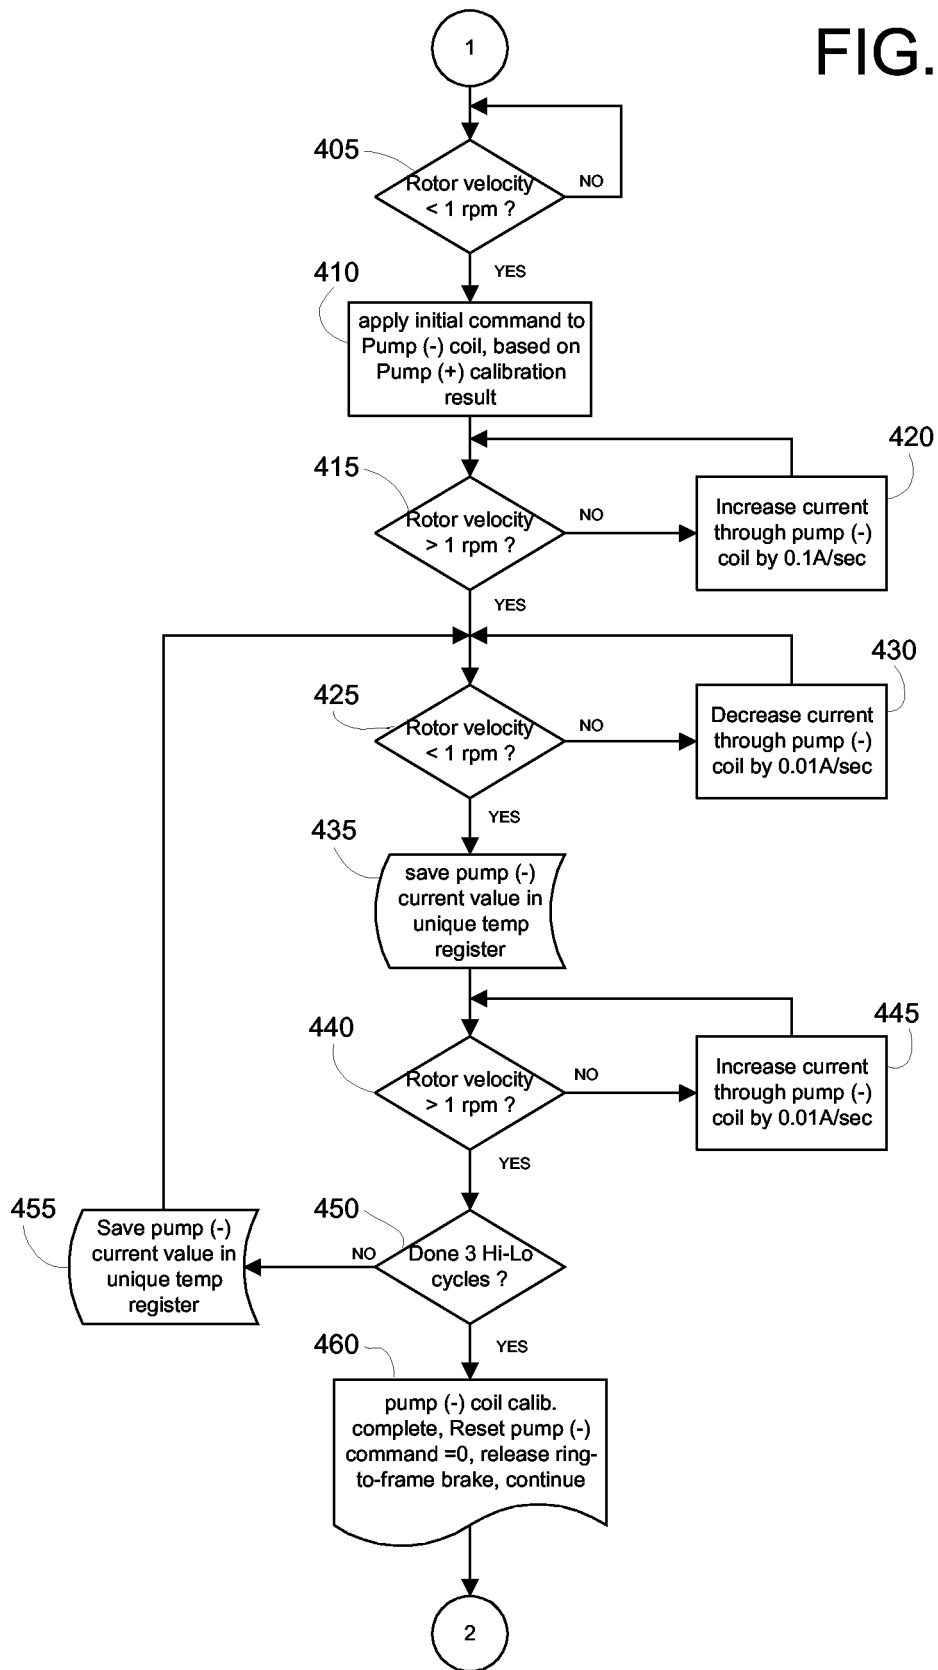 1
FIG.
405
Rotor velocity
< 1 rpm ?
NO
YES
410
apply initial command to
Pump (-) coil, based on
Pump (+) calibration
result
415
Rotor velocity
> 1 rpm ?
NO
420
Increase current
through pump (-)
coil by 0.1A/sec
YES
425
Rotor velocity
< 1 rpm ?
NO
430
Decrease current
through pump (-)
coil by 0.01A/sec
YES
435
save pump (-)
current value in
unique temp
register
440
Rotor velocity
> 1 rpm ?
NO
445
Increase current
through pump (-)
coil by 0.01A/sec
YES
450
Done 3 Hi-Lo
cycles ?
NO
455
Save pump (-)
current value in
unique temp
register
YES
460
pump (-) coil calib.
complete, Reset pump (-)
command =0, release ring-
to-frame brake, continue
2